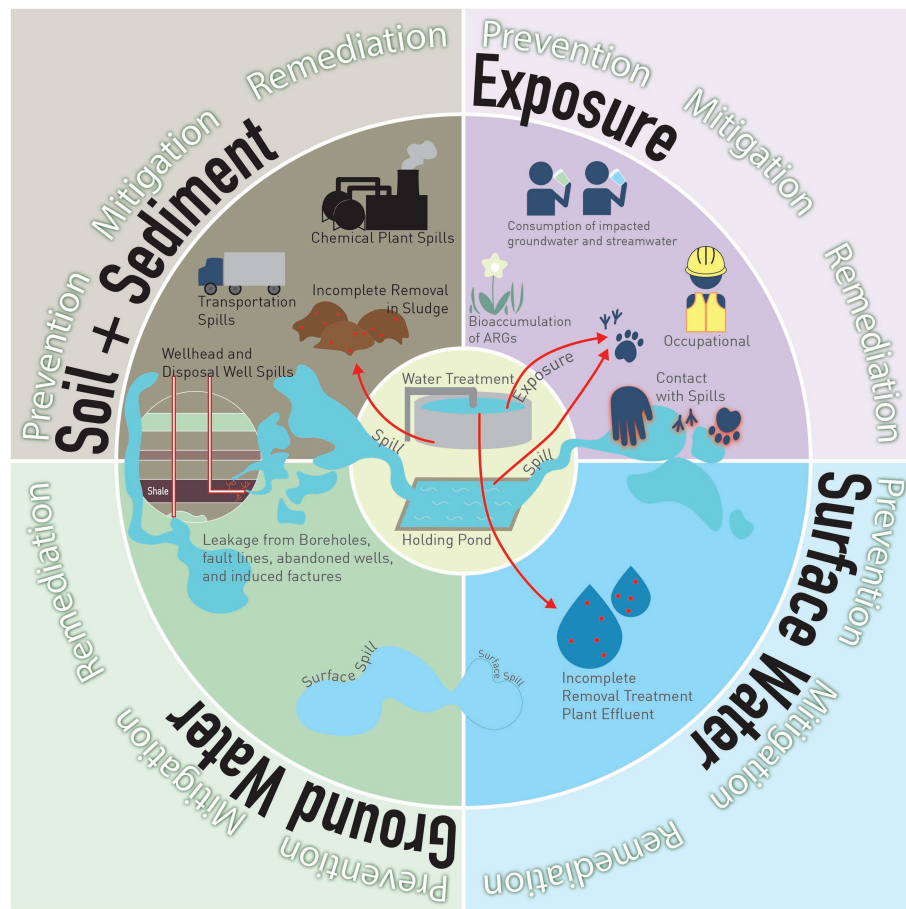 Remediation
Mitigation
Prevention
Soil + Sediment
Chemical Plant Spills
Transportation
Spills
Incomplete Removal
in Sludge
Wellhead and
Disposal Well Spills
Shale
Prevention
Mitigation
Remediation
Exposure
Consumption of impacted
groundwater and streamwater
Bioaccumulation
of ARGs
Occupational
Contact
with Spills
Water Treatment
Exposure
Spill
Spill
Holding Pond
Leakage from Boreholes,
fault lines, abandoned wells,
and induced factures
Surface Spill
Ground Water
Remediation
Mitigation
Prevention
Surface Spill
Incomplete
Removal Treatment
Plant Effluent
Surface Water
Prevention
Mitigation
Remediation